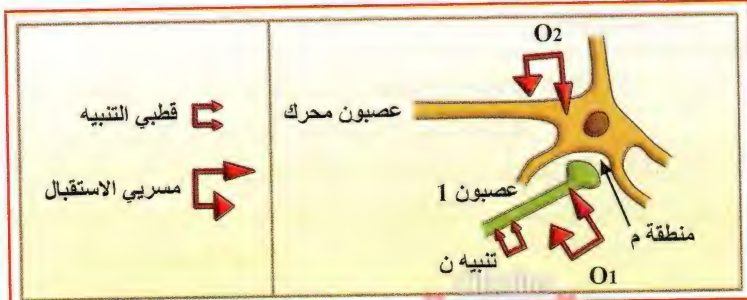 O2
عصبون محرك
قطبي التنبيه
عصبون 1
مسريي الاستقبال
منطقة م
تنبيه ن
O1